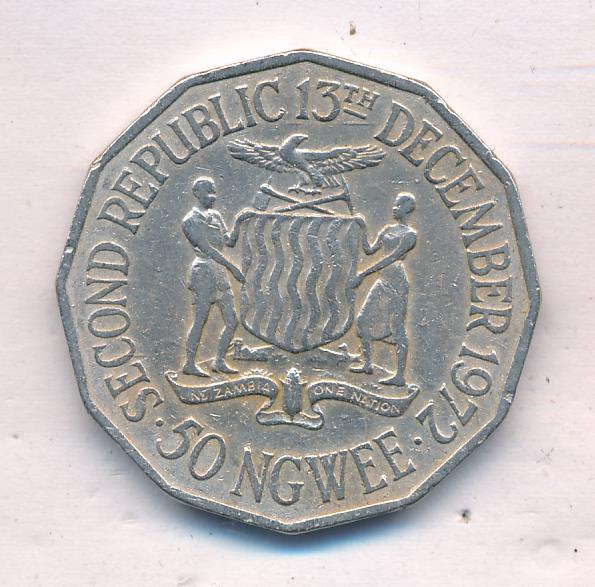 · SECOND REPUBLIC 13TH DECEMBER 1972 ·
50 NGWEE
ONE ZAMBIA ONE NATION